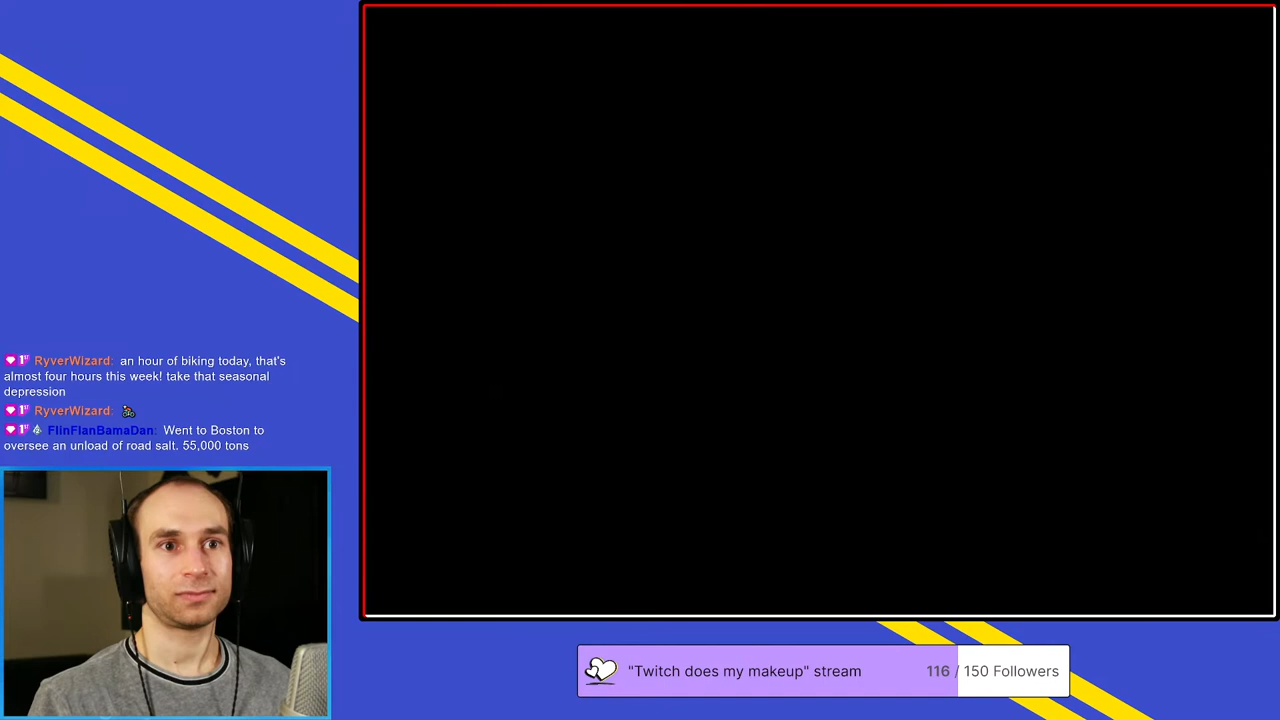 RyverWizard: an hour of biking today, that's
almost four hours this week! take that seasonal
depression
RyverWizard:
FlinFlanBamaDan: Went to Boston to
oversee an unload of road salt. 55,000 tons
"Twitch does my makeup" stream 116 / 150 Followers